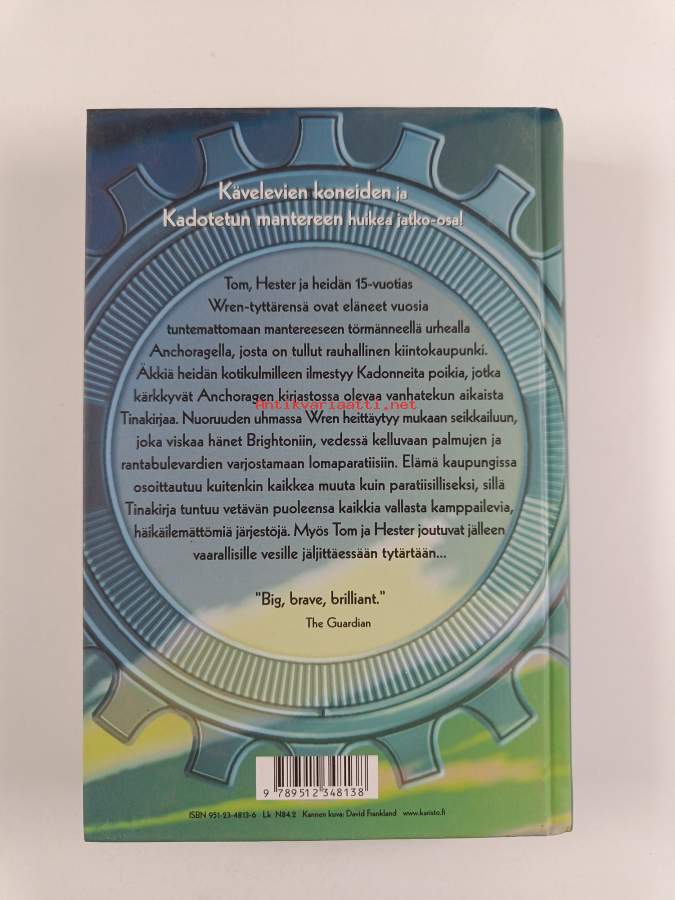 Kävelevien koneiden ja
Kadotetun mantereen huikea jatko-osa!
Tom, Hester ja heidän 15-vuotias
Wren-tyttärensä ovat eläneet vuosia
tuntemattomaan mantereeseen törmänneellä urhealla
Anchoragella, josta on tullut rauhallinen kiintokaupunki.
Äkkiä heidän kotikulmilleen ilmestyy Kadonneita poikia, jotka
kärkkyvät Anchoragen kirjastossa olevaa vanhatekun aikaista
Antikvariaatti.net
Tinakirjaa. Nuoruuden uhmassa Wren heittäytyy mukaan seikkailuun,
joka viskaa hänet Brightoniin, vedessä kelluvaan palmujen ja
rantabulevardien varjostamaan lomaparatiisiin. Elämä kaupungissa
osoittautuu kuitenkin kaikkea muuta kuin paratiisilliseksi, sillä
Tinakirja tuntuu vetävän puoleensa kaikkia vallasta kamppailevia,
häikäilemättömiä järjestöjä. Myös Tom ja Hester joutuvat jälleen
vaarallisille vesille jäljittäessään tytärtään...
"Big, brave, brilliant."
The Guardian
9 789512 348138
ISBN 951-23-4813-6 Lk N84.2 Kannen kuva: David Frankland www.karisto.fi